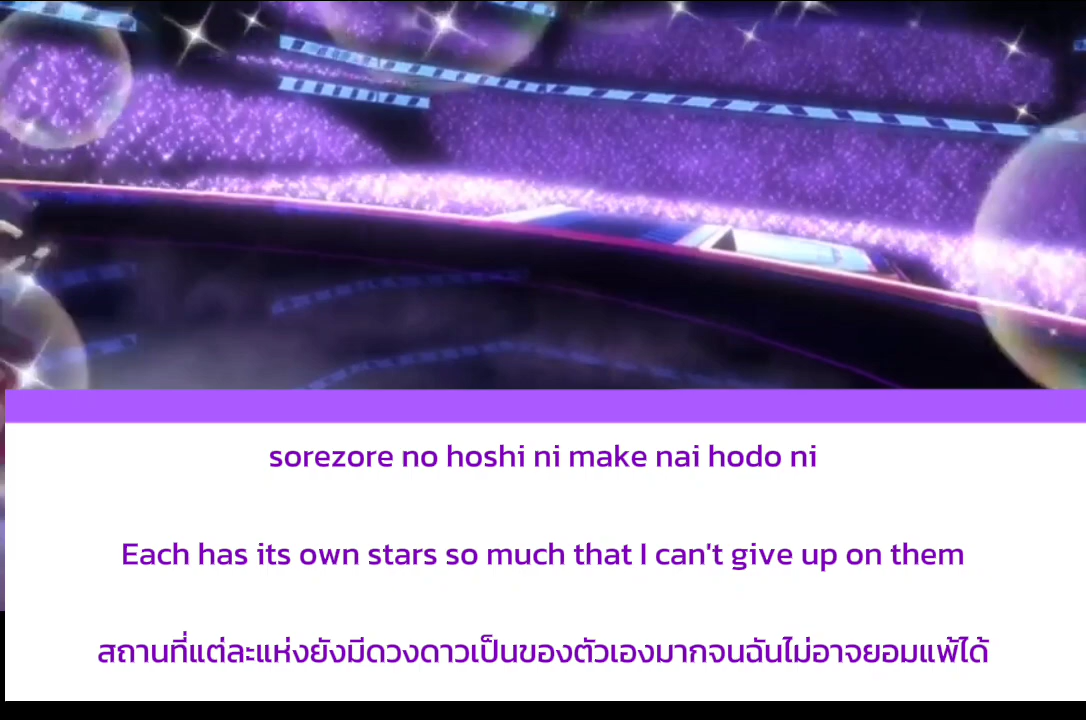 sorezore no hoshi ni make nai hodo ni
Each has its own stars so much that I can't give up on them
สถานที่แต่ละแห่งยังมีดวงดาวเป็นของตัวเองมากจนฉันไม่อาจยอมแพ้ได้